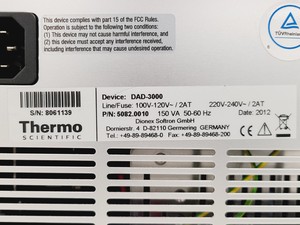 This device complies with part 15 of the FCC Rules.
Operation is subject to the following two conditions:
(1) This device may not cause harmful interference, and
(2) this device must accept any interference received,
including interference that may cause undesired operation.
TÜVRheinland
S/N: 8061139
Thermo
SCIENTIFIC
Device: DAD-3000
Line/Fuse: 100V-120V~ / 2AT 220V-240V~ / 2AT
P/N: 5082.0010 150 VA 50-60 Hz Date: 2012
Dionex Softron GmbH
Dornierstr. 4 D-82110 Germering GERMANY
Tel.: +49-89-89468-0 Fax: +49-89-89468-200